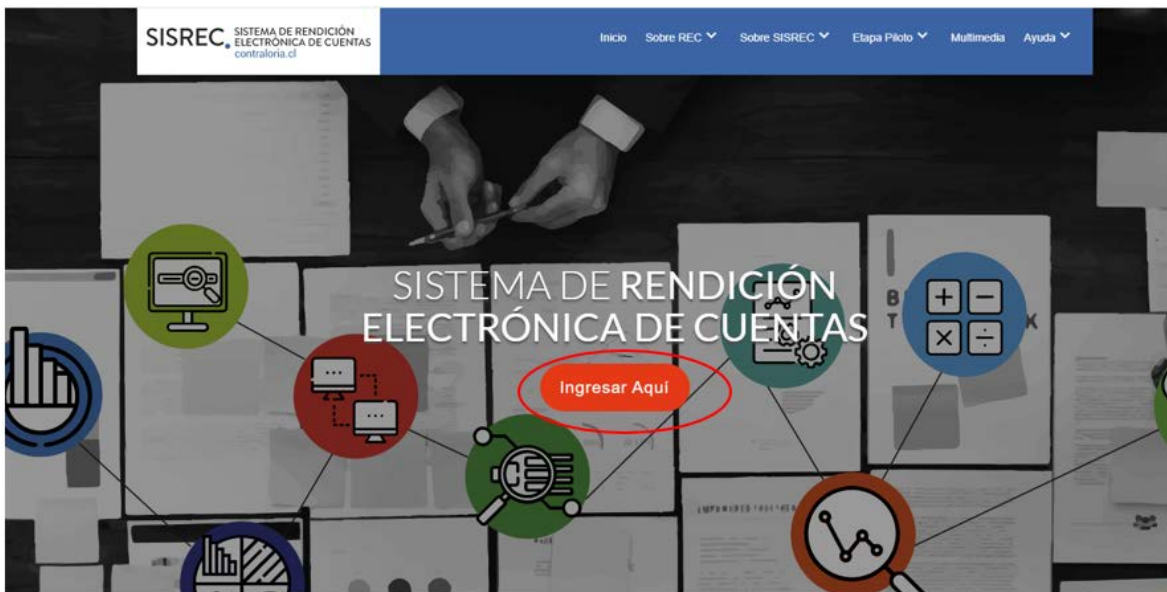 SISREC. SISTEMA DE RENDICIÓN
ELECTRÓNICA DE CUENTAS
contraloria.cl
Inicio Sobre REC Sobre SISREC Etapa Piloto Multimedia Ayuda
SISTEMA DE RENDICIÓN
ELECTRÓNICA DE CUENTAS
Ingresar Aquí